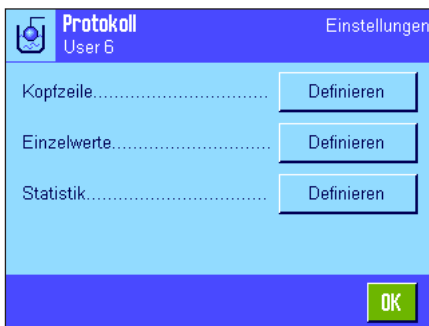 Protokoll Einstellungen
User 6
Kopfzeile............................... Definieren
Einzelwerte............................ Definieren
Statistik................................ Definieren
OK